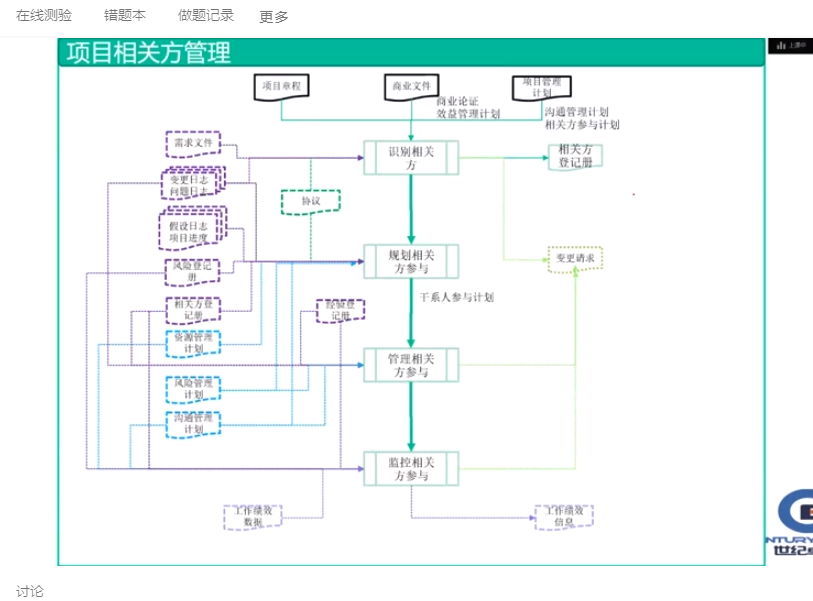 在线测验 错题本 做题记录 更多
项目相关方管理
上课中
项目章程
商业文件
项目管理
计划
商业论证
效益管理计划
沟通管理计划
相关方参与计划
需求文件
识别相关
方
相关方
登记册
变更日志
问题日志
协议
假设日志
项目进度
规划相关
方参与
变更请求
风险登记
册
干系人参与计划
相关方登
记册
经验登
记册
资源管理
计划
管理相关
方参与
风险管理
计划
沟通管理
计划
监控相关
方参与
工作绩效
数据
工作绩效
信息
NTURY
世纪
讨论